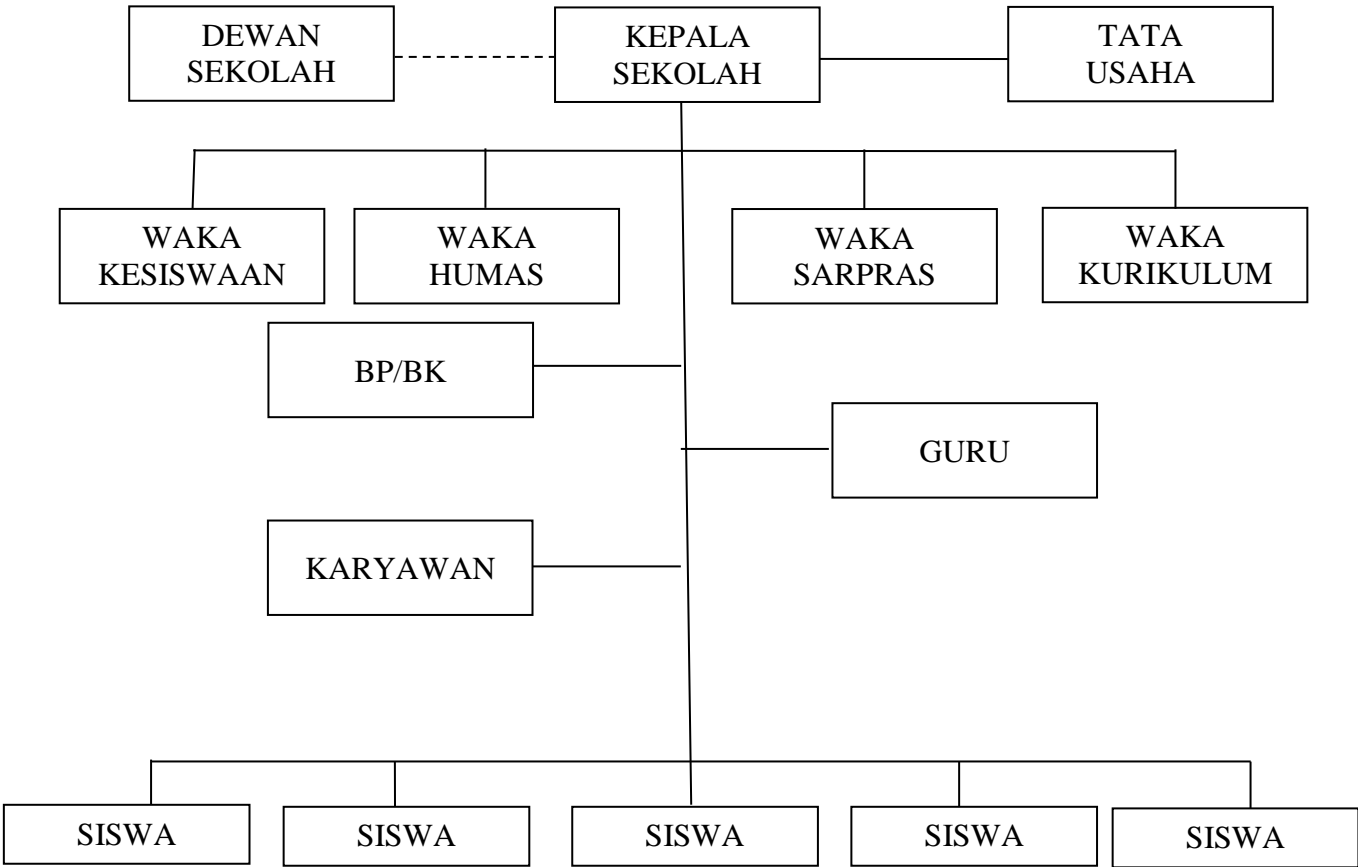 DEWAN
SEKOLAH
KEPALA
SEKOLAH
TATA
USAHA
WAKA
KESISWAAN
WAKA
HUMAS
WAKA
SARPRAS
WAKA
KURIKULUM
BP/BK
GURU
KARYAWAN
SISWA
SISWA
SISWA
SISWA
SISWA